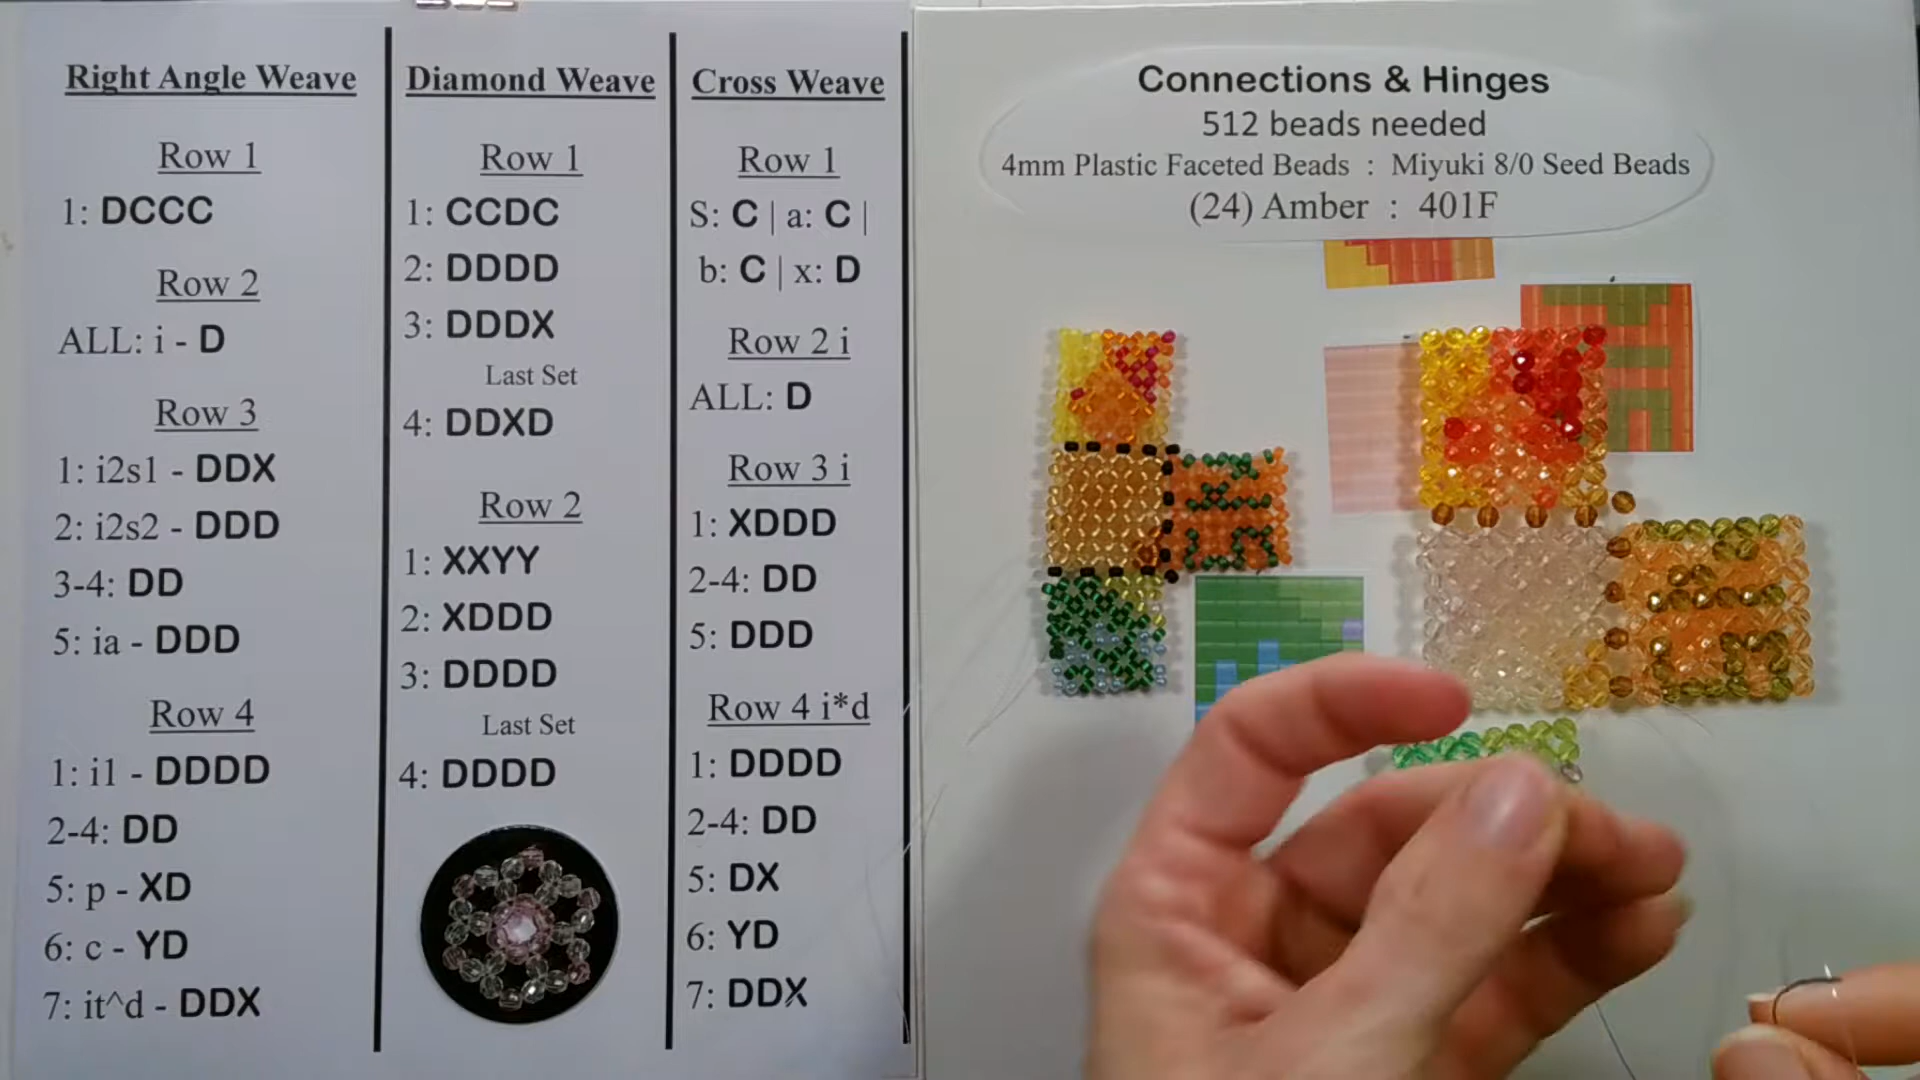 Right Angle Weave
Row 1
1: DCCC
Row 2
ALL: i - D
Row 3
1: i2s1 - DDX
2: i2s2 - DDD
3-4: DD
5: ia - DDD
Row 4
1: i1 - DDDD
2-4: DD
5: p - XD
6: c - YD
7: it^d - DDX
Diamond Weave
Row 1
1: CCDC
2: DDDD
3: DDDX
Last Set
4: DDXD
Row 2
1: XXYY
2: XDDD
3: DDDD
Last Set
4: DDDD
Cross Weave
Row 1
S: C | a: C |
b: C | x: D
Row 2 i
ALL: D
Row 3 i
1: XDDD
2-4: DD
5: DDD
Row 4 i*d
1: DDDD
2-4: DD
5: DX
6: YD
7: DDX
Connections & Hinges
512 beads needed
4mm Plastic Faceted Beads : Miyuki 8/0 Seed Beads
(24) Amber : 401F